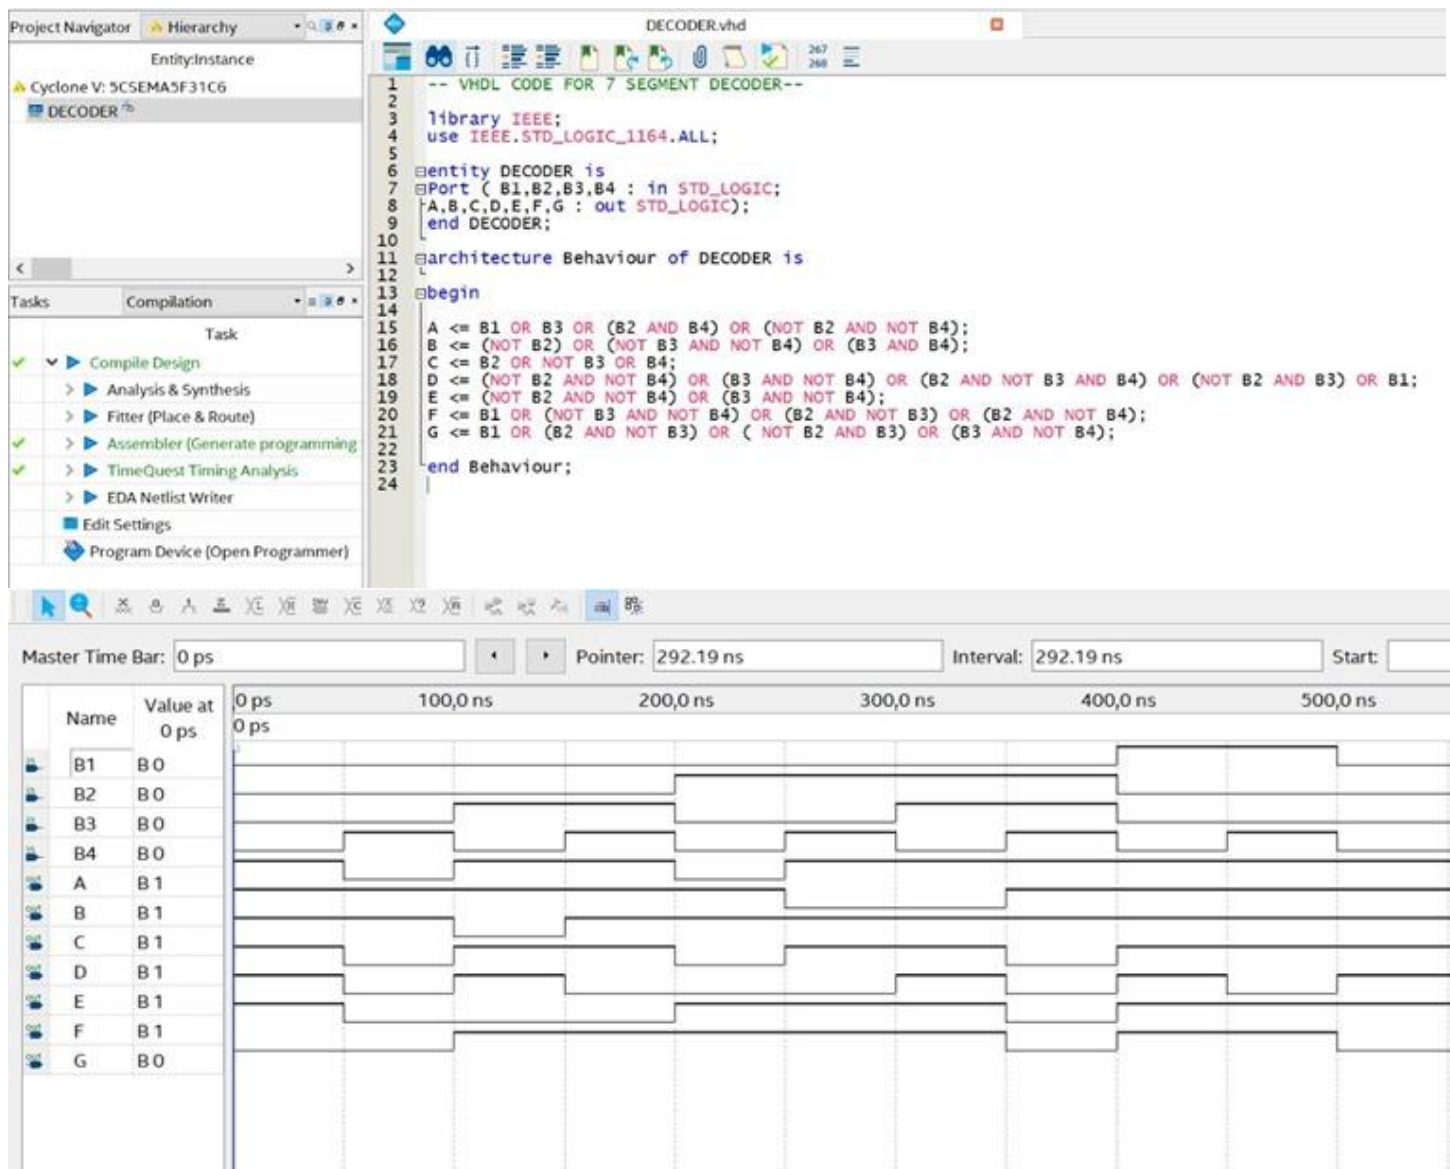 Project Navigator Hierarchy
Entity:Instance
Cyclone V: 5CSEMA5F31C6
DECODER
Tasks Compilation
Task
Compile Design
Analysis & Synthesis
Fitter (Place & Route)
Assembler (Generate programming
TimeQuest Timing Analysis
EDA Netlist Writer
Edit Settings
Program Device (Open Programmer)
DECODER.vhd
267
268
1 -- VHDL CODE FOR 7 SEGMENT DECODER--
2
3 library IEEE;
4 use IEEE.STD_LOGIC_1164.ALL;
5
6 entity DECODER is
7 Port ( B1,B2,B3,B4 : in STD_LOGIC;
8 A,B,C,D,E,F,G : out STD_LOGIC);
9 end DECODER;
10
11 architecture Behaviour of DECODER is
12
13 begin
14
15 A <= B1 OR B3 OR (B2 AND B4) OR (NOT B2 AND NOT B4);
16 B <= (NOT B2) OR (NOT B3 AND NOT B4) OR (B3 AND B4);
17 C <= B2 OR NOT B3 OR B4;
18 D <= (NOT B2 AND NOT B4) OR (B3 AND NOT B4) OR (B2 AND NOT B3 AND B4) OR (NOT B2 AND B3) OR B1;
19 E <= (NOT B2 AND NOT B4) OR (B3 AND NOT B4);
20 F <= B1 OR (NOT B3 AND NOT B4) OR (B2 AND NOT B3) OR (B2 AND NOT B4);
21 G <= B1 OR (B2 AND NOT B3) OR ( NOT B2 AND B3) OR (B3 AND NOT B4);
22
23 end Behaviour;
24
Master Time Bar: 0 ps Pointer: 292.19 ns Interval: 292.19 ns Start:
Name Value at 0 ps
0 ps 100,0 ns 200,0 ns 300,0 ns 400,0 ns 500,0 ns
0 ps
B1 B 0
B2 B 0
B3 B 0
B4 B 0
A B 1
B B 1
C B 1
D B 1
E B 1
F B 1
G B 0